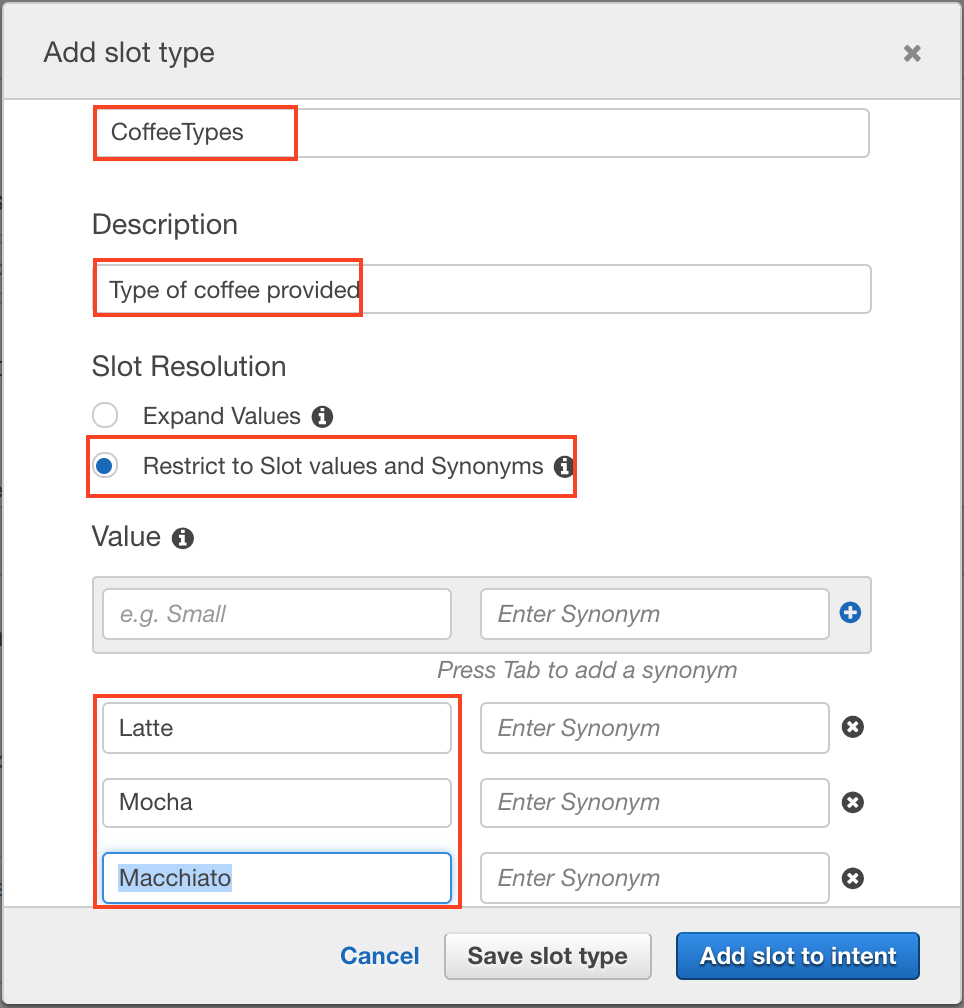 Add slot type
CoffeeTypes
Description
Type of coffee provided
Slot Resolution
Expand Values
Restrict to Slot values and Synonyms
Value
e.g. Small Enter Synonym
Press Tab to add a synonym
Latte Enter Synonym
Mocha Enter Synonym
Macchiato Enter Synonym
Cancel Save slot type Add slot to intent